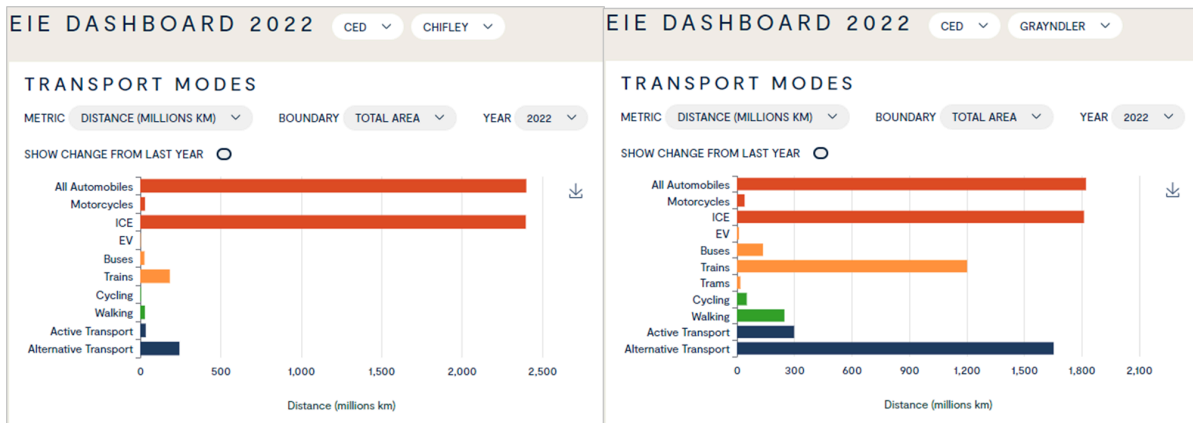 EIE DASHBOARD 2022 CED CHIFLEY
TRANSPORT MODES
METRIC DISTANCE (MILLIONS KM) BOUNDARY TOTAL AREA YEAR 2022
SHOW CHANGE FROM LAST YEAR
All Automobiles
Motorcycles
ICE
EV
Buses
Trains
Cycling
Walking
Active Transport
Alternative Transport
0 500 1,000 1,500 2,000 2,500
Distance (millions km)
EIE DASHBOARD 2022 CED GRAYNDLER
TRANSPORT MODES
METRIC DISTANCE (MILLIONS KM) BOUNDARY TOTAL AREA YEAR 2022
SHOW CHANGE FROM LAST YEAR
All Automobiles
Motorcycles
ICE
EV
Buses
Trains
Trams
Cycling
Walking
Active Transport
Alternative Transport
0 300 600 900 1,200 1,500 1,800 2,100
Distance (millions km)